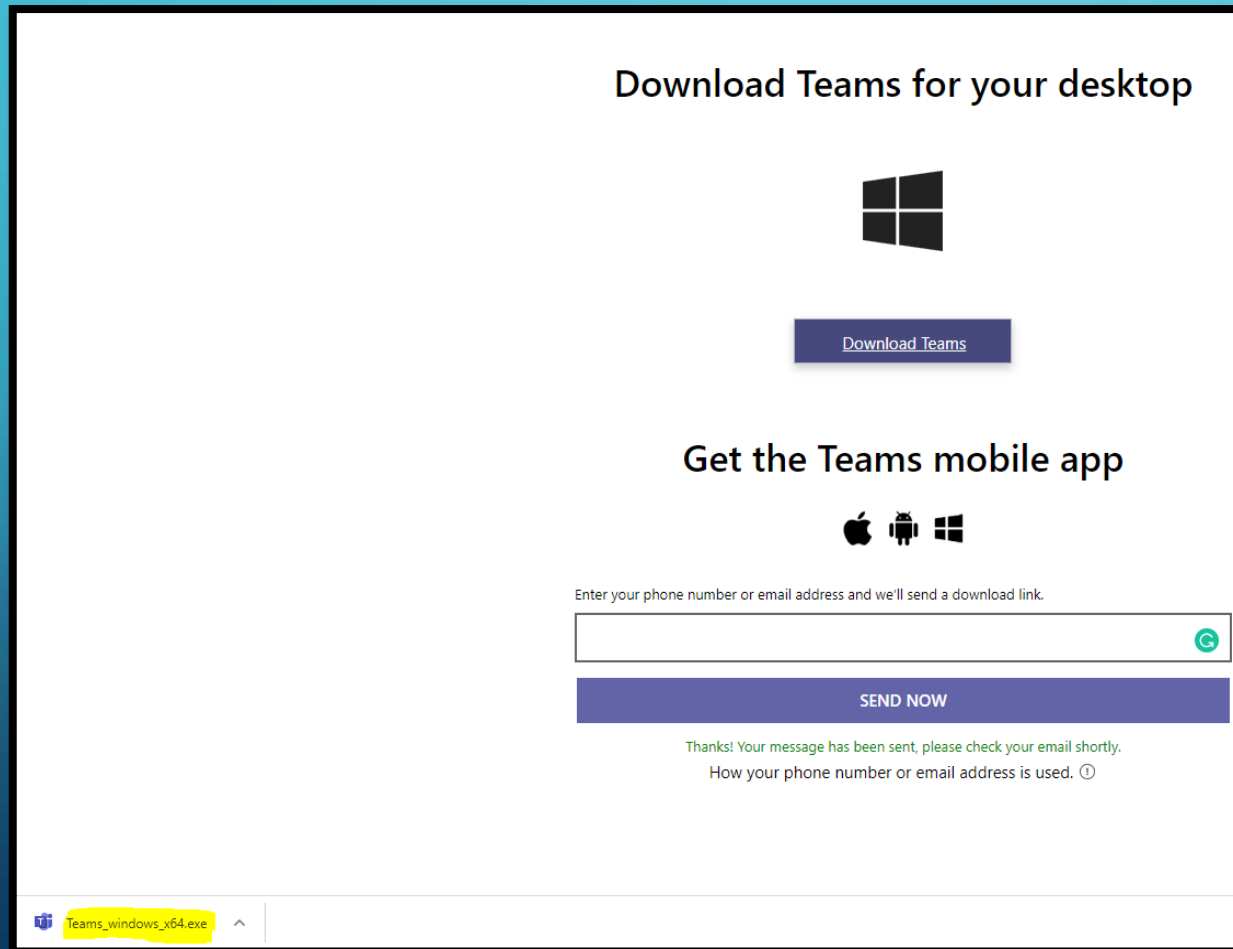 Download Teams for your desktop
Download Teams
Get the Teams mobile app
Enter your phone number or email address and we'll send a download link.
SEND NOW
Thanks! Your message has been sent, please check your email shortly.
How your phone number or email address is used.
Teams_windows_x64.exe